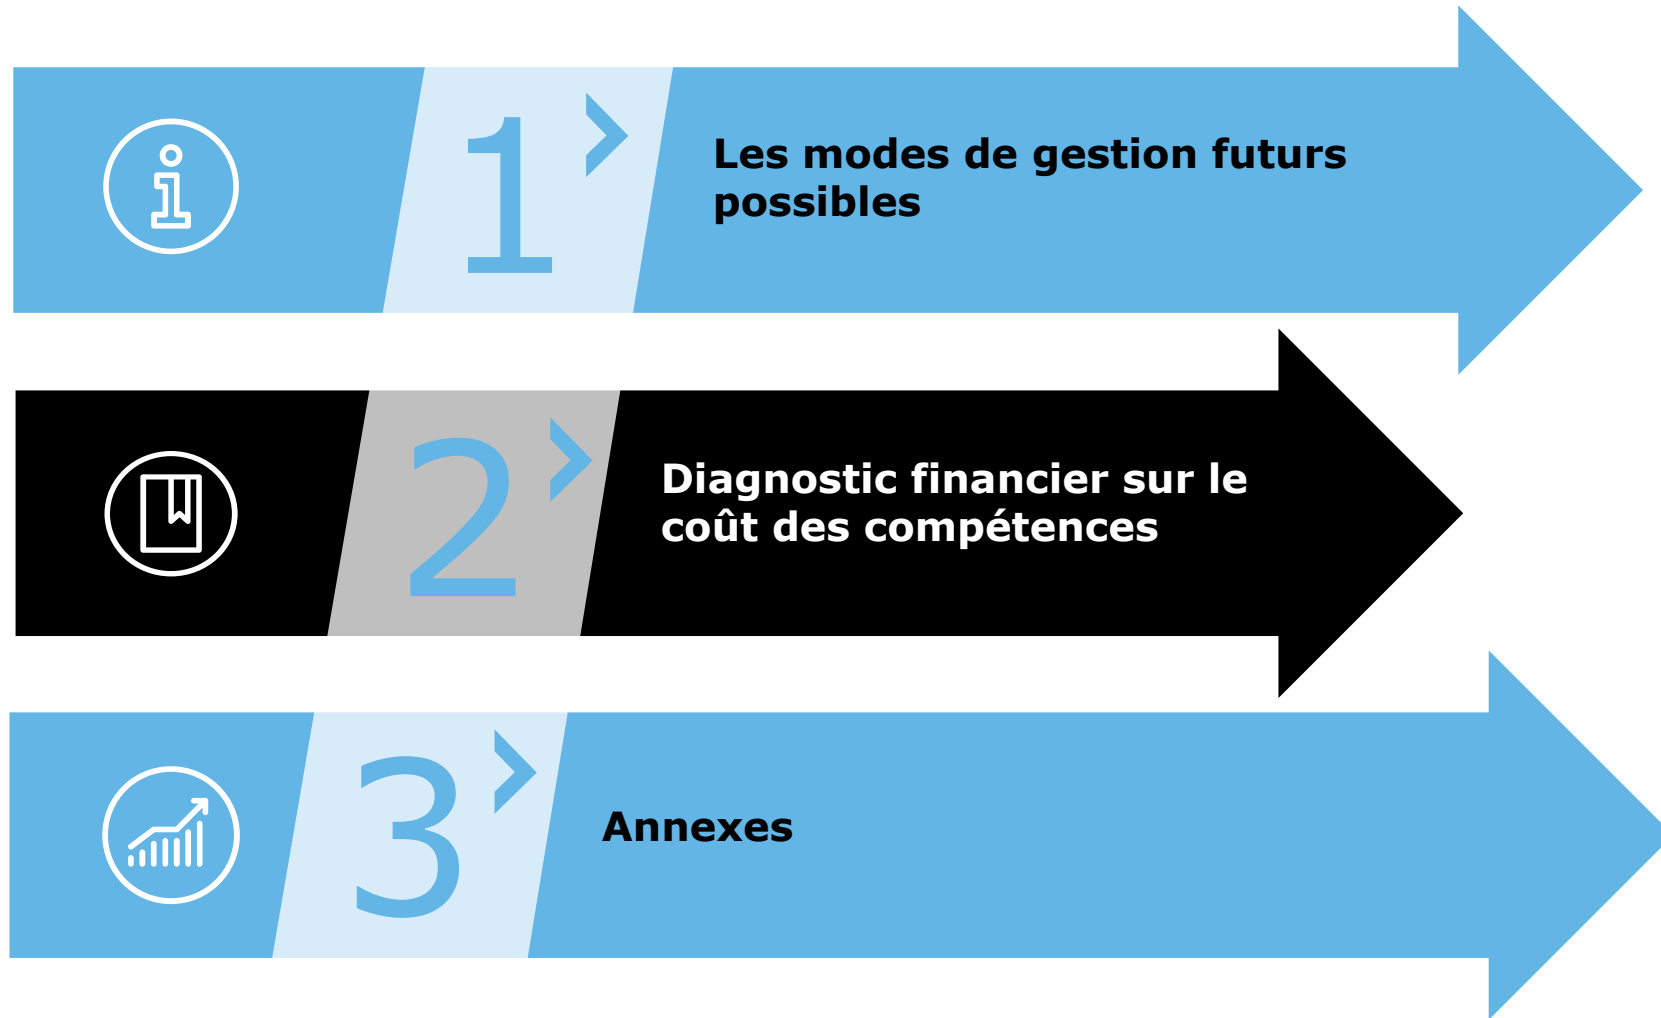 1
Les modes de gestion futurs
possibles
2
Diagnostic financier sur le
coût des compétences
3
Annexes